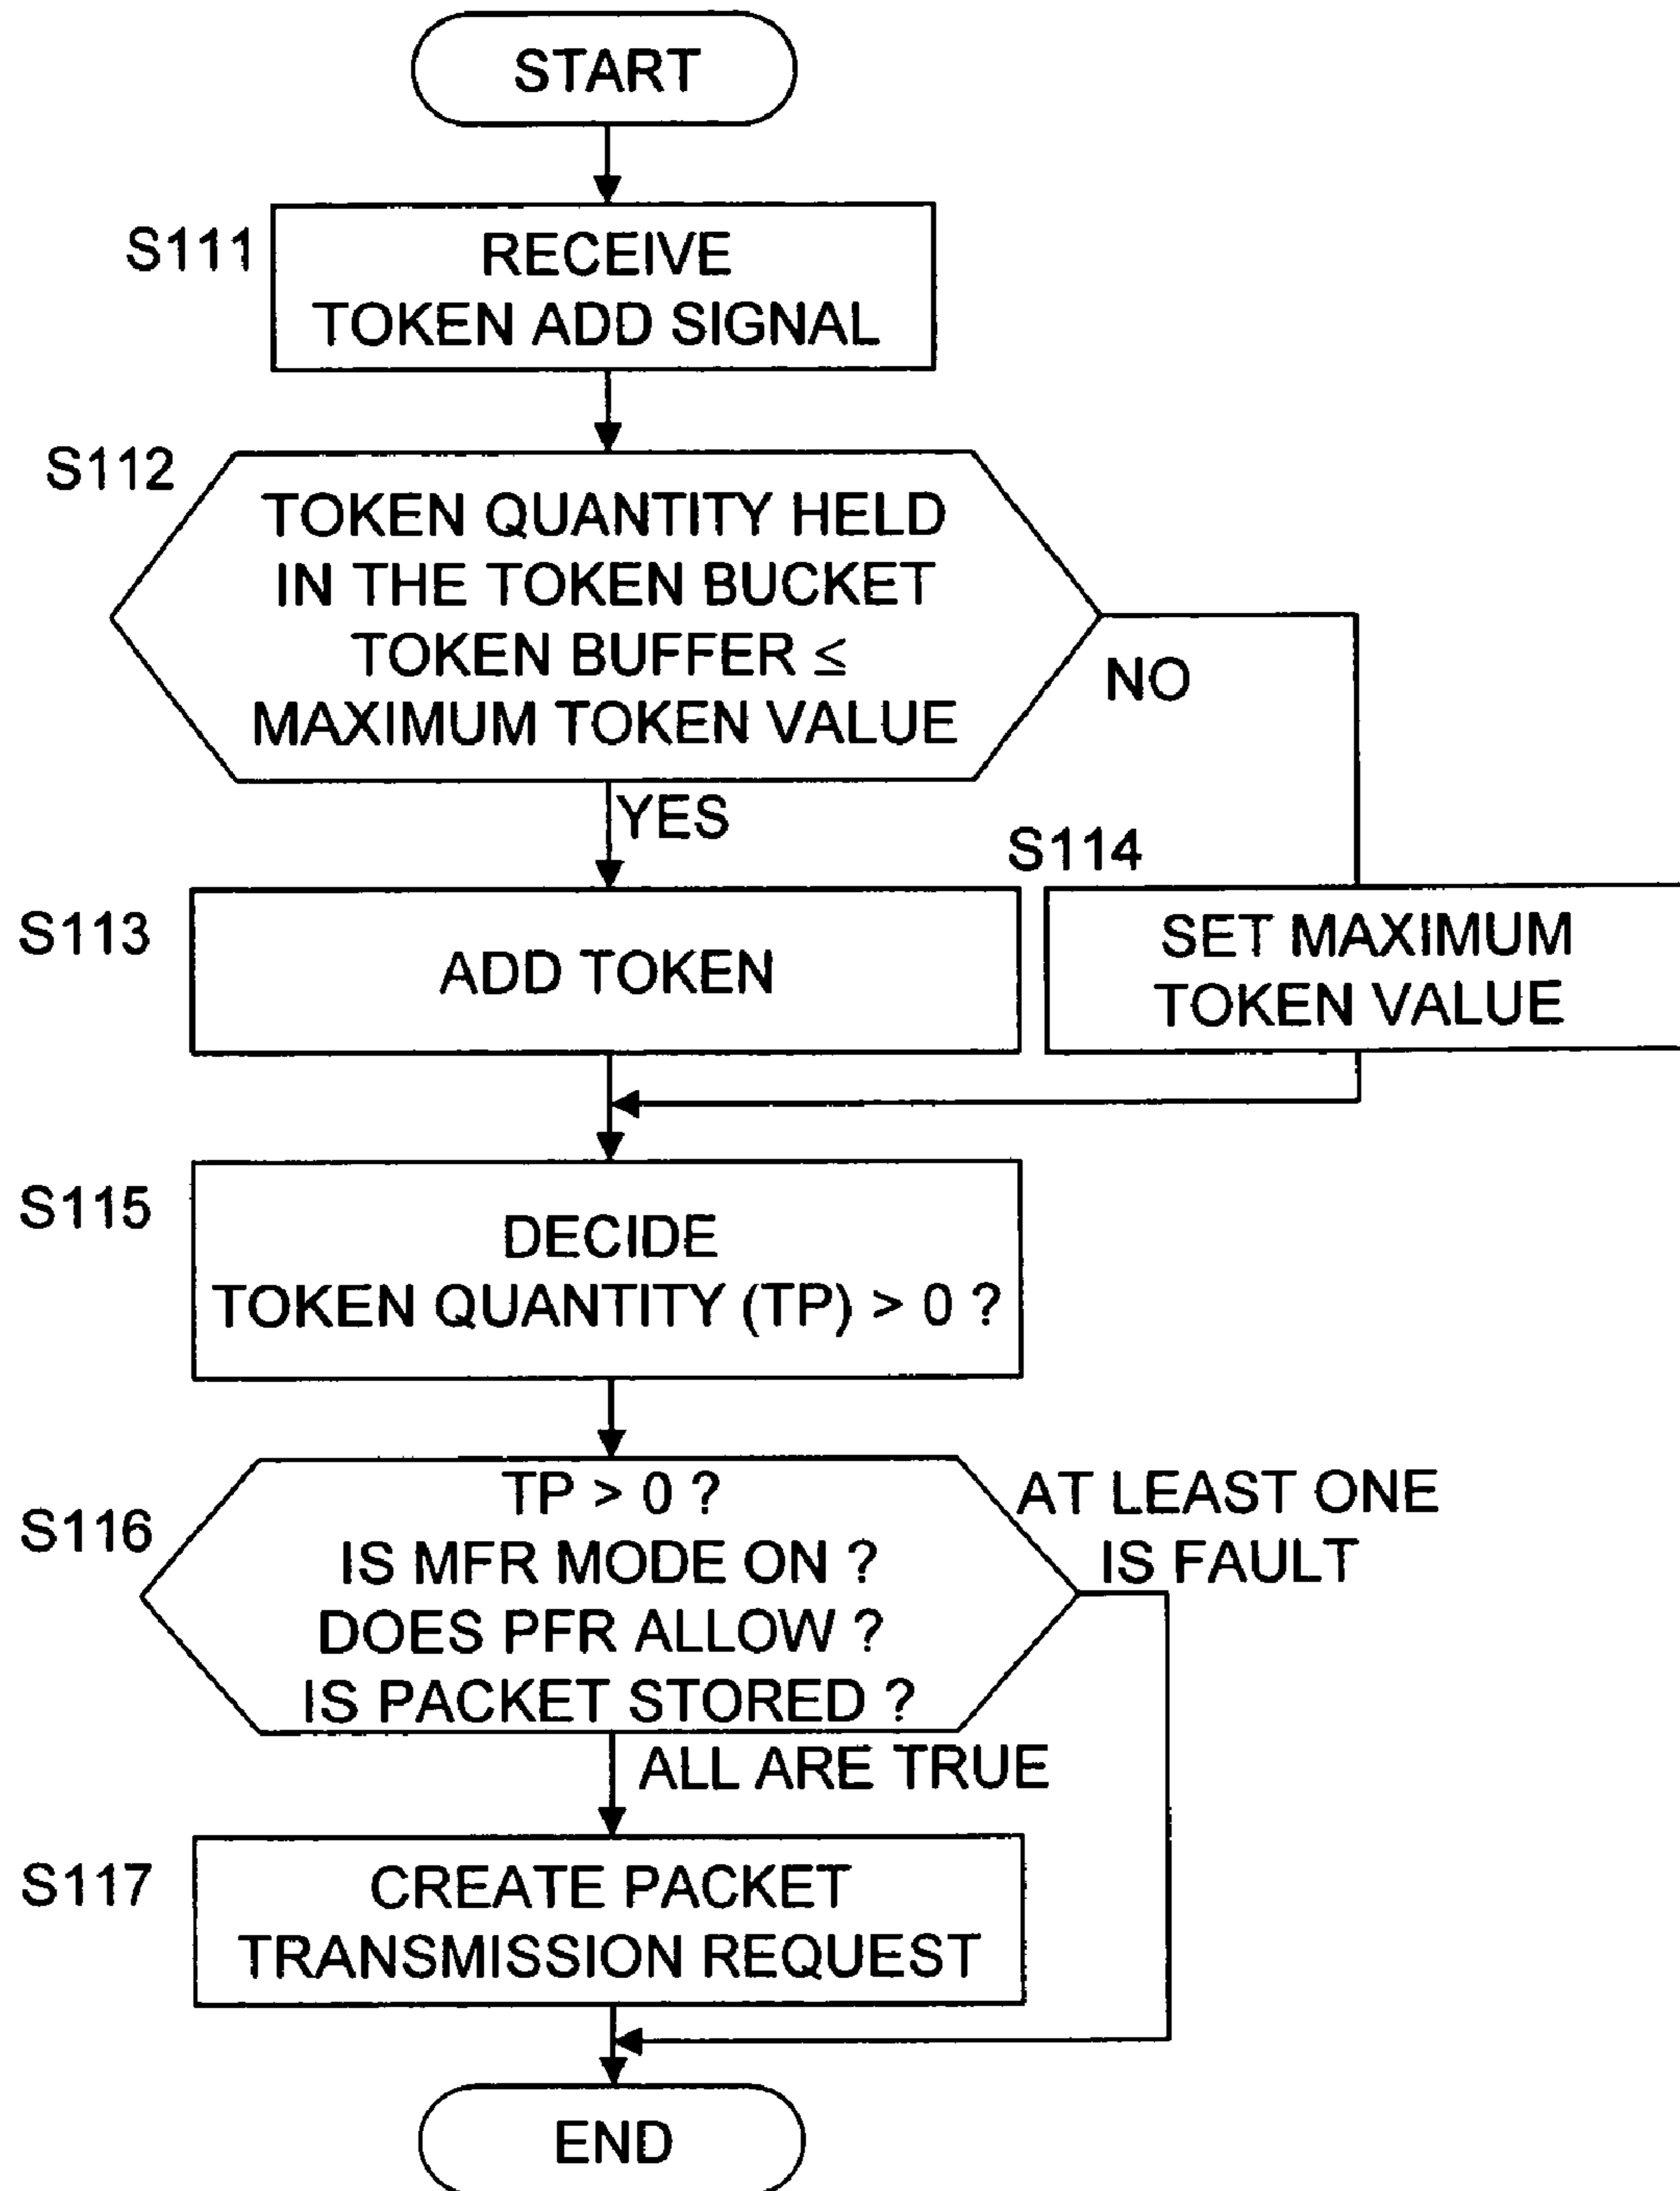 START
S111
RECEIVE
TOKEN ADD SIGNAL
S112
TOKEN QUANTITY HELD
IN THE TOKEN BUCKET
TOKEN BUFFER ≤
MAXIMUM TOKEN VALUE
NO
YES
S114
S113
ADD TOKEN
SET MAXIMUM
TOKEN VALUE
S115
DECIDE
TOKEN QUANTITY (TP) > 0 ?
S116
TP > 0 ?
IS MFR MODE ON ?
DOES PFR ALLOW ?
IS PACKET STORED ?
AT LEAST ONE
IS FAULT
ALL ARE TRUE
S117
CREATE PACKET
TRANSMISSION REQUEST
END